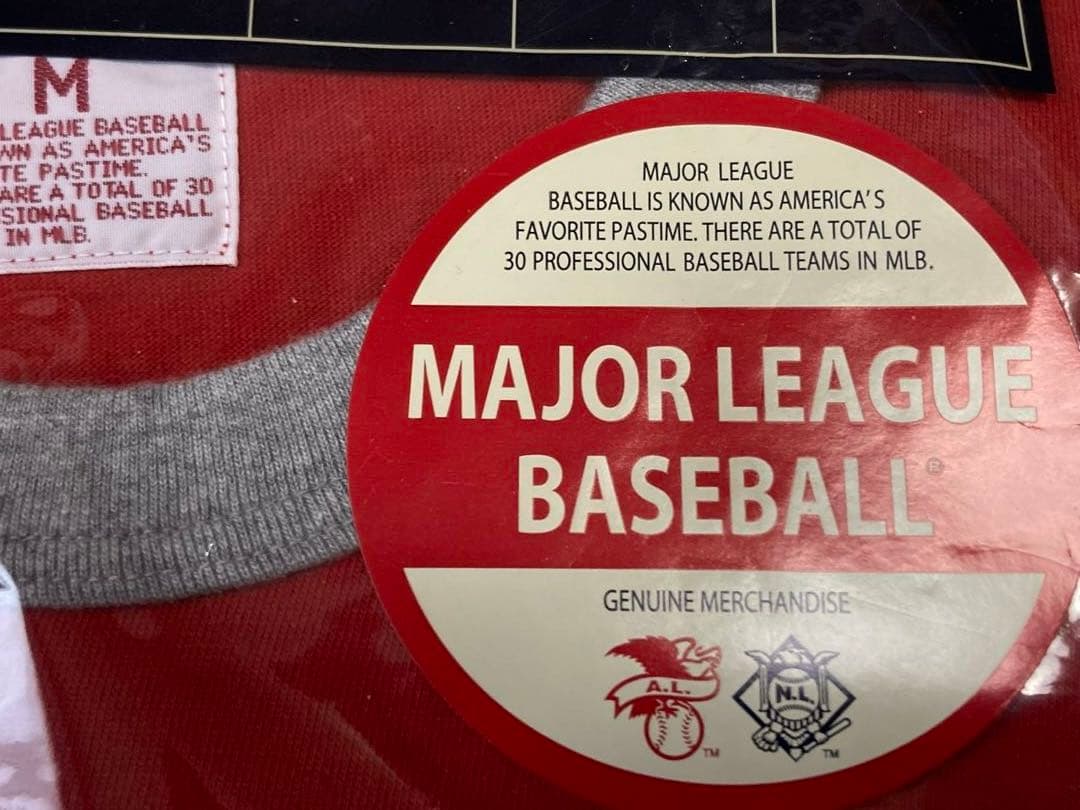 M
LEAGUE BASEBALL
WN AS AMERICA'S
TE PASTIME.
ARE A TOTAL OF 30
SIONAL BASEBALL
IN MLB.
MAJOR LEAGUE
BASEBALL IS KNOWN AS AMERICA'S
FAVORITE PASTIME. THERE ARE A TOTAL OF
30 PROFESSIONAL BASEBALL TEAMS IN MLB.
MAJOR LEAGUE
BASEBALL®
GENUINE MERCHANDISE
A.L.
TM
N.L.
TM